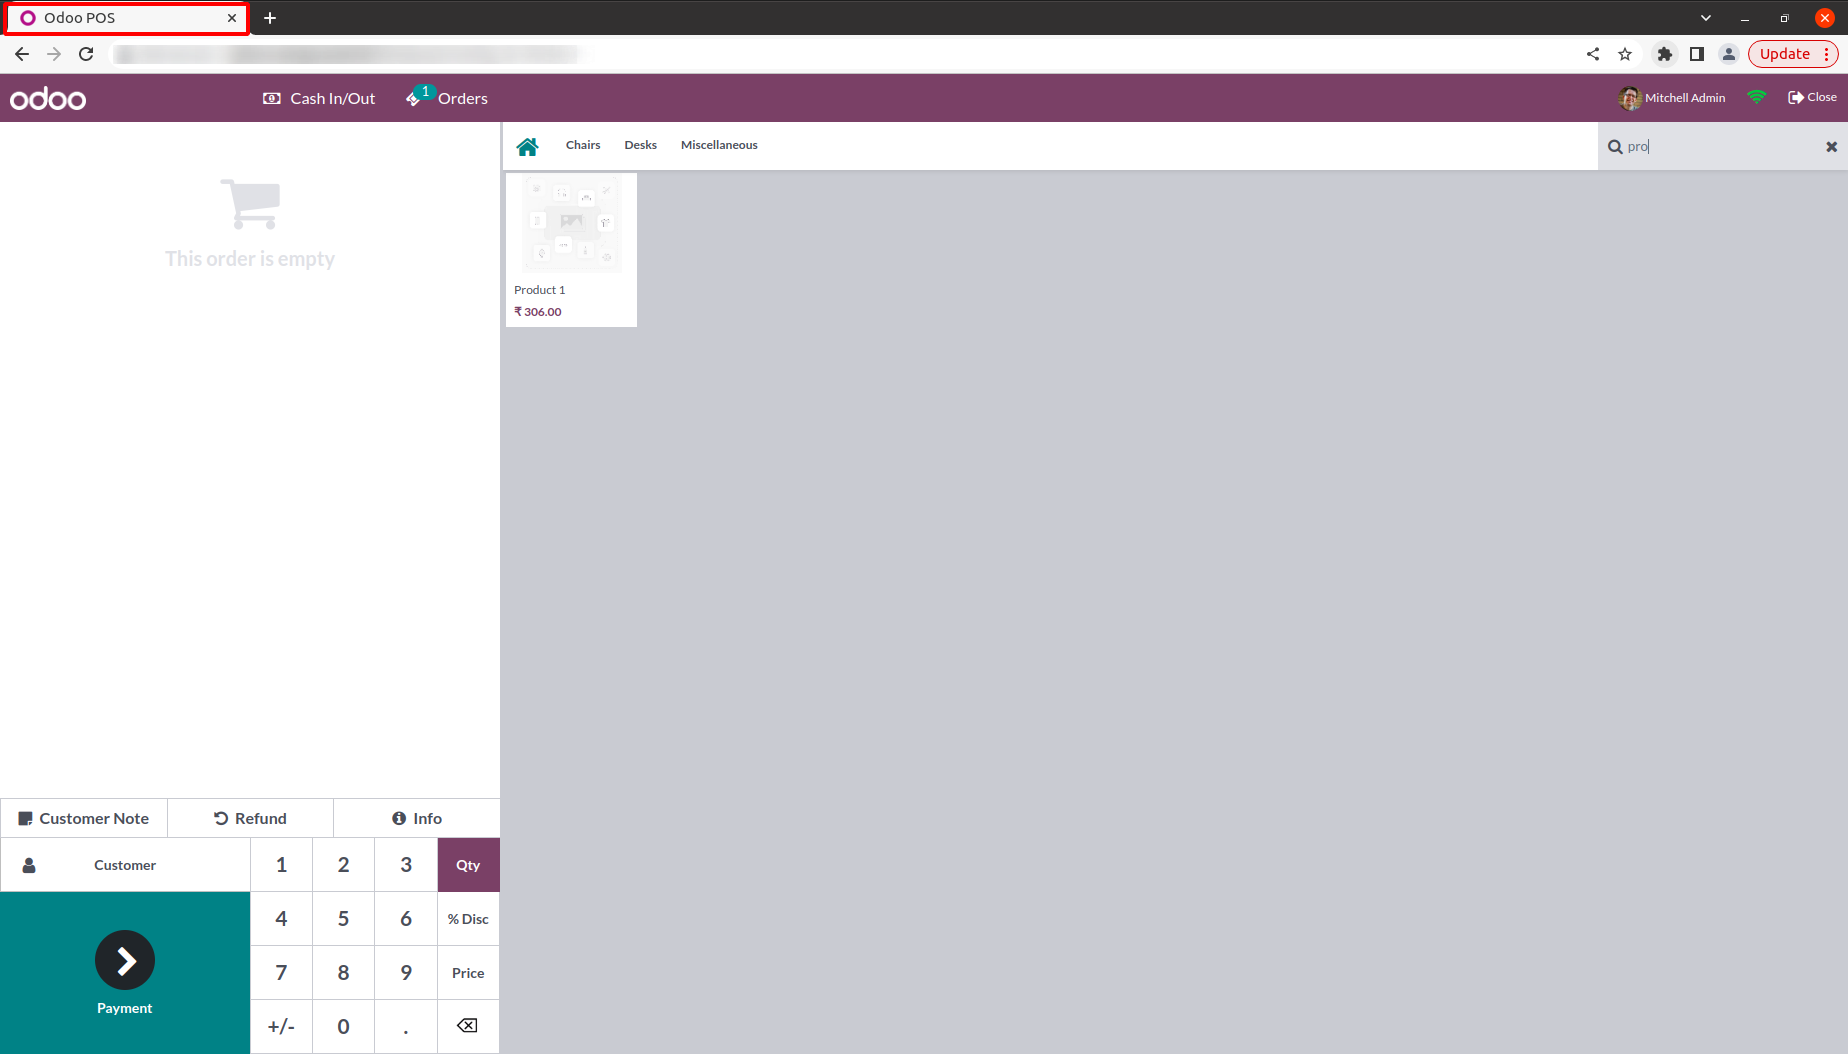 Odoo POS
Update
odoo
Cash In/Out
1
Orders
Mitchell Admin
Close
Chairs
Desks
Miscellaneous
pro
This order is empty
Product 1
₹ 306.00
Customer Note
Refund
Info
Customer
1
2
3
Qty
4
5
6
% Disc
7
8
9
Price
Payment
+/-
0
.